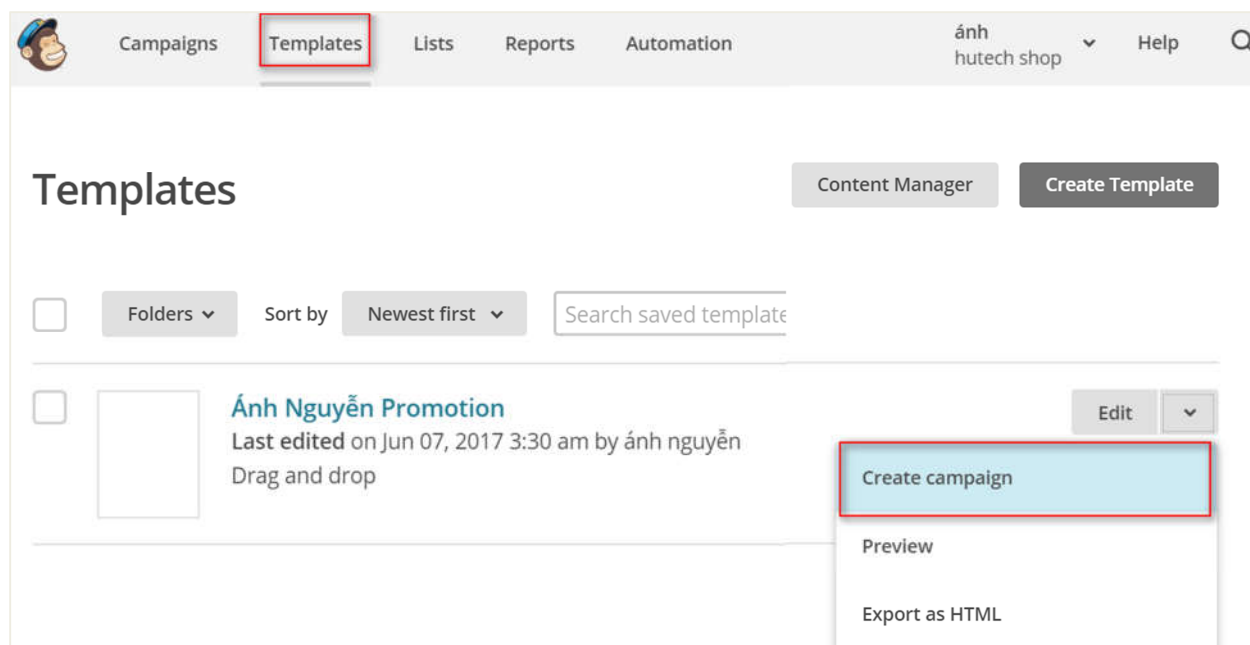 Campaigns Templates Lists Reports Automation ánh Help
hutech shop
Templates
Content Manager Create Template
Folders Sort by Newest first Search saved template
Ánh Nguyễn Promotion
Last edited on Jun 07, 2017 3:30 am by ánh nguyễn
Drag and drop
Edit
Create campaign
Preview
Export as HTML